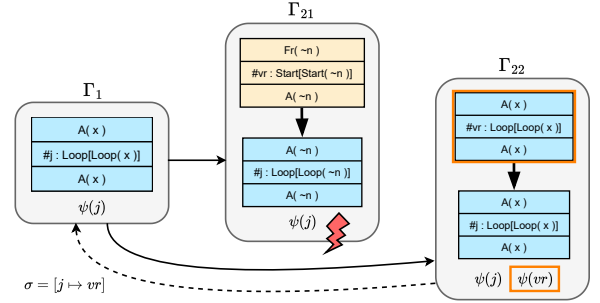 Γ₁
A( x )
#j : Loop[Loop( x )]
A( x )
ψ(j)
σ = [j ↦ vr]
Γ₂₁
Fr( ~n )
#vr : Start[Start( ~n )]
A( ~n )
A( ~n )
#j : Loop[Loop( ~n )]
A( ~n )
ψ(j)
Γ₂₂
A( x )
#vr : Loop[Loop( x )]
A( x )
A( x )
#j : Loop[Loop( x )]
A( x )
ψ(j) ψ(vr)